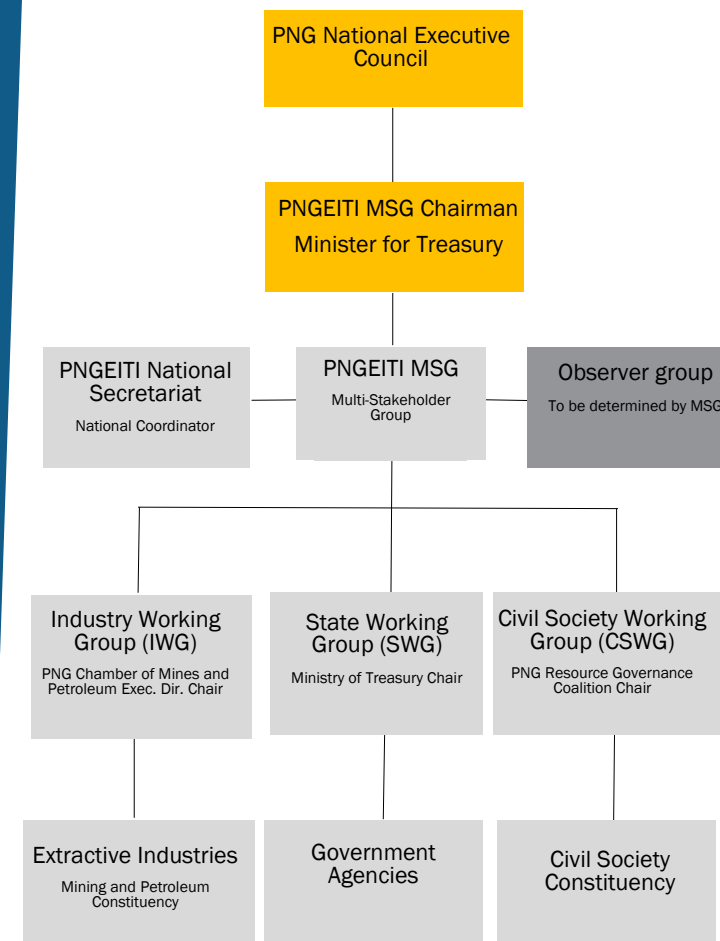 PNG National Executive
Council
PNGEITI MSG Chairman
Minister for Treasury
PNGEITI National
Secretariat
National Coordinator
PNGEITI MSG
Multi-Stakeholder
Group
Observer group
To be determined by MSG
Industry Working
Group (IWG)
PNG Chamber of Mines and
Petroleum Exec. Dir. Chair
State Working
Group (SWG)
Ministry of Treasury Chair
Civil Society Working
Group (CSWG)
PNG Resource Governance
Coalition Chair
Extractive Industries
Mining and Petroleum
Constituency
Government
Agencies
Civil Society
Constituency